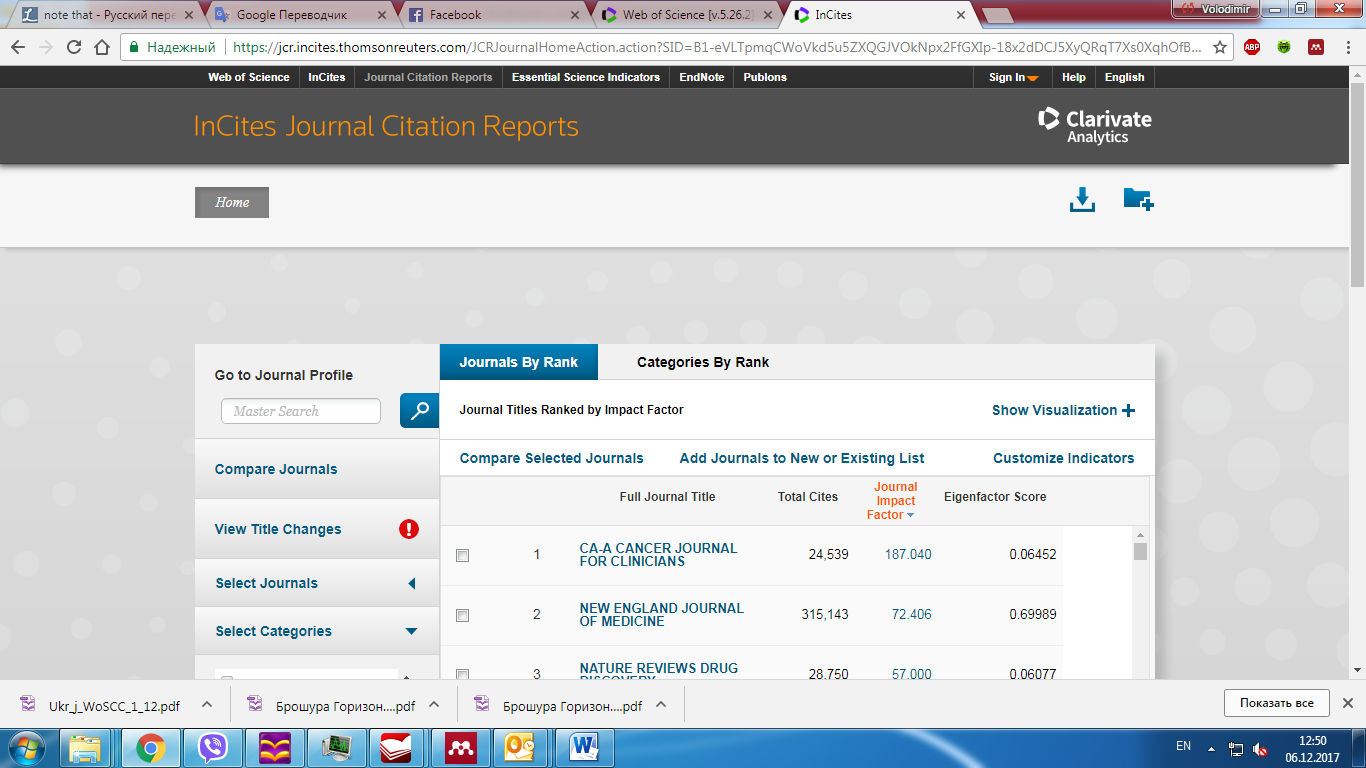 note that - Русский пере
Google Переводчик
Facebook
Web of Science [v.5.26.2]
InCites
Volodimir
Надежный
https://jcr.incites.thomsonreuters.com/JCRJournalHomeAction.action?SID=B1-eVLTpmqCWoVkd5u5ZXQGJVOkNpx2FfGXIp-18x2dDCJ5XyQRqT7Xs0XqhOfB...
ABP
Web of Science InCites Journal Citation Reports Essential Science Indicators EndNote Publons Sign In Help English
InCites Journal Citation Reports
Clarivate
Analytics
Home
Go to Journal Profile
Master Search
Compare Journals
View Title Changes
Select Journals
Select Categories
Journals By Rank Categories By Rank
Journal Titles Ranked by Impact Factor
Show Visualization +
Compare Selected Journals Add Journals to New or Existing List Customize Indicators
Full Journal Title Total Cites Journal Impact Factor Eigenfactor Score
1 CA-A CANCER JOURNAL FOR CLINICIANS 24,539 187.040 0.06452
2 NEW ENGLAND JOURNAL OF MEDICINE 315,143 72.406 0.69989
3 NATURE REVIEWS DRUG DISCOVERY 28,750 57.000 0.06077
Ukr_j_WoSCC_1_12.pdf
Брошура Горизон....pdf
Брошура Горизон....pdf
Показать все
EN
12:50
06.12.2017